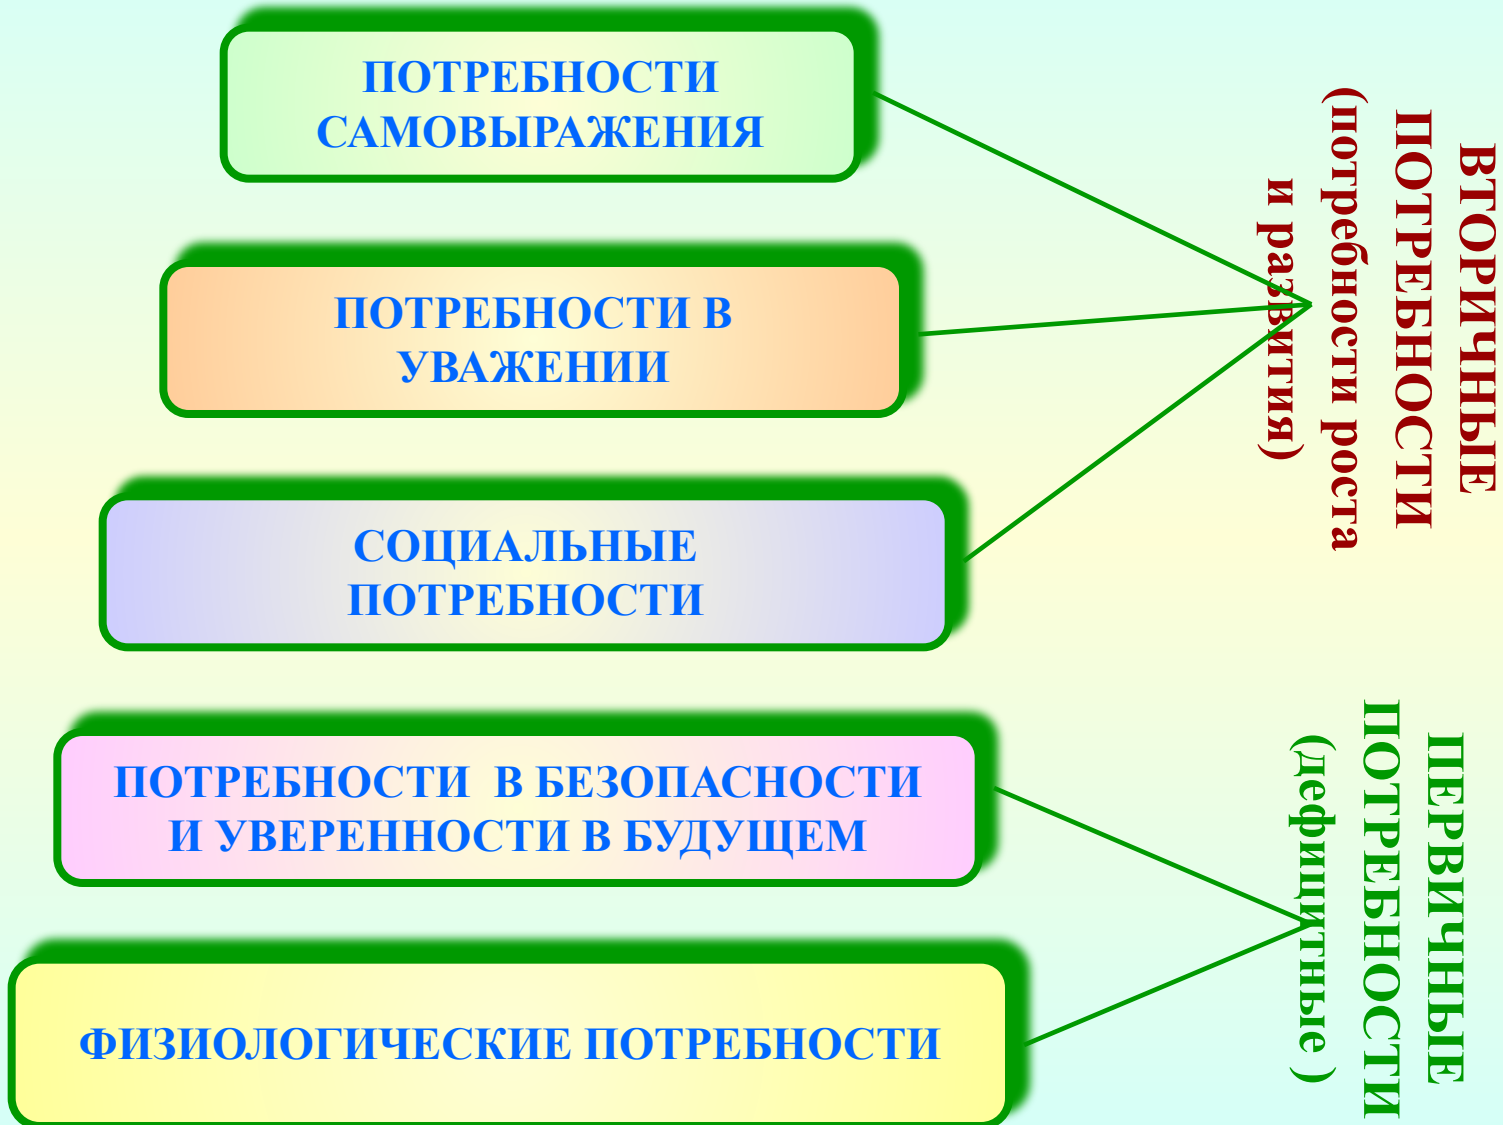 ПОТРЕБНОСТИ
САМОВЫРАЖЕНИЯ
ПОТРЕБНОСТИ В
УВАЖЕНИИ
СОЦИАЛЬНЫЕ
ПОТРЕБНОСТИ
ПОТРЕБНОСТИ В БЕЗОПАСНОСТИ
И УВЕРЕННОСТИ В БУДУЩЕМ
ФИЗИОЛОГИЧЕСКИЕ ПОТРЕБНОСТИ
ВТОРИЧНЫЕ
ПОТРЕБНОСТИ
(потребности роста
и развития)
ПЕРВИЧНЫЕ
ПОТРЕБНОСТИ
(дефицитные )